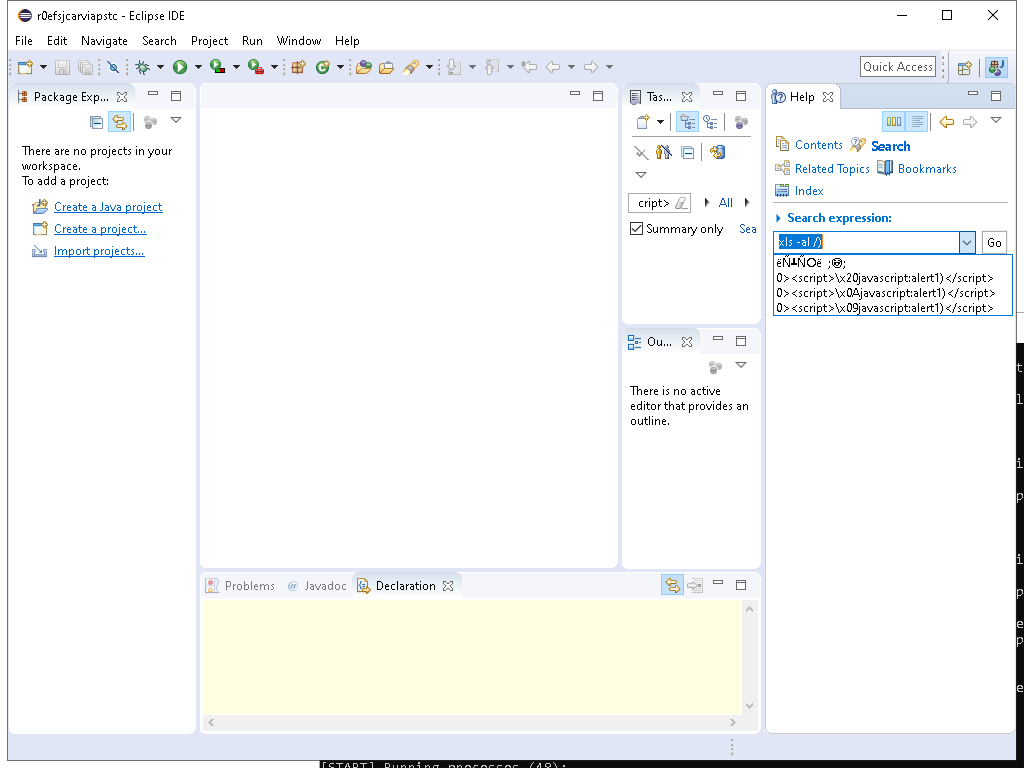 r0efsjcarviapstc - Eclipse IDE
File Edit Navigate Search Project Run Window Help
Quick Access
Package Exp...
There are no projects in your
workspace.
To add a project:
Create a Java project
Create a project...
Import projects...
Tas...
cript> All
Summary only Sea
Ou...
There is no active
editor that provides an
outline.
Help
Contents Search
Related Topics Bookmarks
Index
Search expression:
xls -al /) Go
0><script>\x20javascript:alert1)</script>
0><script>\x0Ajavascript:alert1)</script>
0><script>\x09javascript:alert1)</script>
Problems @ Javadoc Declaration
[START] Running processes (48):